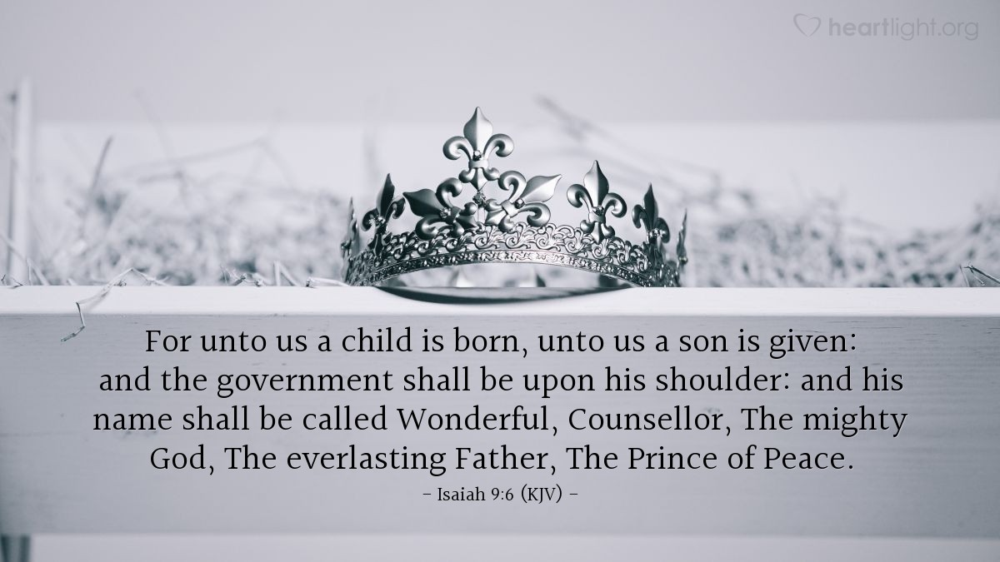 heartlight.org
For unto us a child is born, unto us a son is given:
and the government shall be upon his shoulder: and his
name shall be called Wonderful, Counsellor, The mighty
God, The everlasting Father, The Prince of Peace.
– Isaiah 9:6 (KJV) –